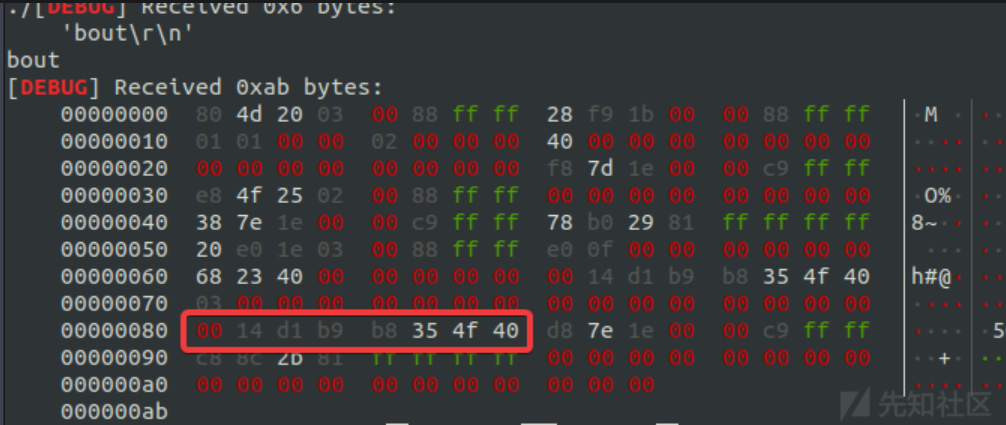 ./[DEBUG] Received 0x6 bytes:
    'bout\r\n'
bout
[DEBUG] Received 0xab bytes:
    00000000  80 4d 20 03  00 88 ff ff  28 f9 1b 00  00 88 ff ff  │·M ·│····│
    00000010  01 01 00 00  02 00 00 00  40 00 00 00  00 00 00 00  │····│····│
    00000020  00 00 00 00  00 00 00 00  f8 7d 1e 00  00 c9 ff ff  │····│····│
    00000030  e8 4f 25 02  00 88 ff ff  00 00 00 00  00 00 00 00  │·O%·│····│
    00000040  38 7e 1e 00  00 c9 ff ff  78 b0 29 81  ff ff ff ff  │8~··│····│
    00000050  20 e0 1e 03  00 88 ff ff  e0 0f 00 00  00 00 00 00  │ ···│····│
    00000060  68 23 40 00  00 00 00 00  00 14 d1 b9  b8 35 4f 40  │h#@·│····│
    00000070  03 00 00 00  00 00 00 00  00 00 00 00  00 00 00 00  │····│····│
    00000080  00 14 d1 b9  b8 35 4f 40  d8 7e 1e 00  00 c9 ff ff  │····│·5
    00000090  c8 8c 2b 81  ff ff ff ff  00 00 00 00  00 00 00 00  │··+·│····│
    000000a0  00 00 00 00  00 00 00 00  00 00 00  │····│····│
    000000ab
先知社区